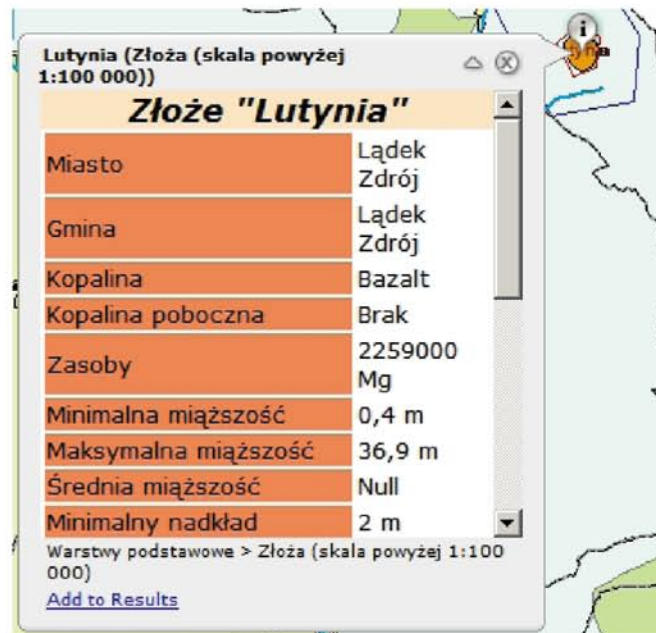 Lutynia (Złoża (skala powyżej
1:100 000))
Złoże "Lutynia"
Miasto
Lądek
Zdrój
Gmina
Lądek
Zdrój
Kopalina Bazalt
Kopalina poboczna Brak
Zasoby
2259000
Mg
Minimalna miąższość 0,4 m
Maksymalna miąższość 36,9 m
Średnia miąższość Null
Minimalny nadkład 2 m
Warstwy podstawowe > Złoża (skala powyżej 1:100
000)
Add to Results
i